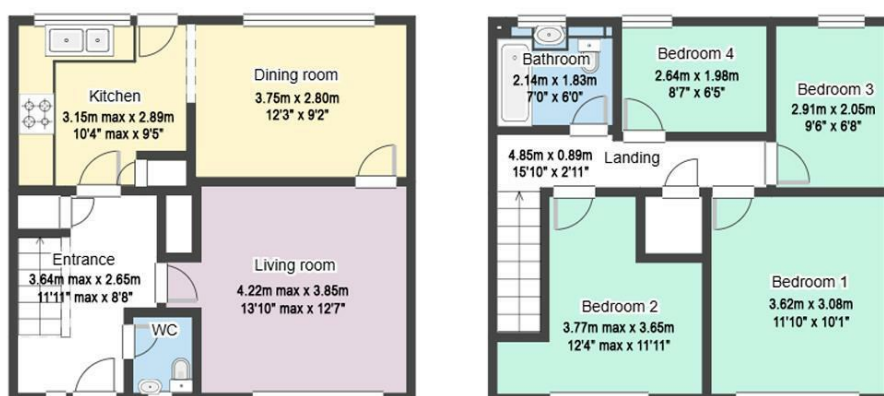 Kitchen
3.15m max x 2.89m
10'4" max x 9'5"
Dining room
3.75m x 2.80m
12'3" x 9'2"
Entrance
3.64m max x 2.65m
11'11" max x 8'8"
Living room
4.22m max x 3.85m
13'10" max x 12'7"
WC
Bathroom
2.14m x 1.83m
7'0" x 6'0"
Bedroom 4
2.64m x 1.98m
8'7" x 6'5"
Bedroom 3
2.91m x 2.05m
9'6" x 6'8"
4.85m x 0.89m
15'10" x 2'11"
Landing
Bedroom 2
3.77m max x 3.65m
12'4" max x 11'11"
Bedroom 1
3.62m x 3.08m
11'10" x 10'1"